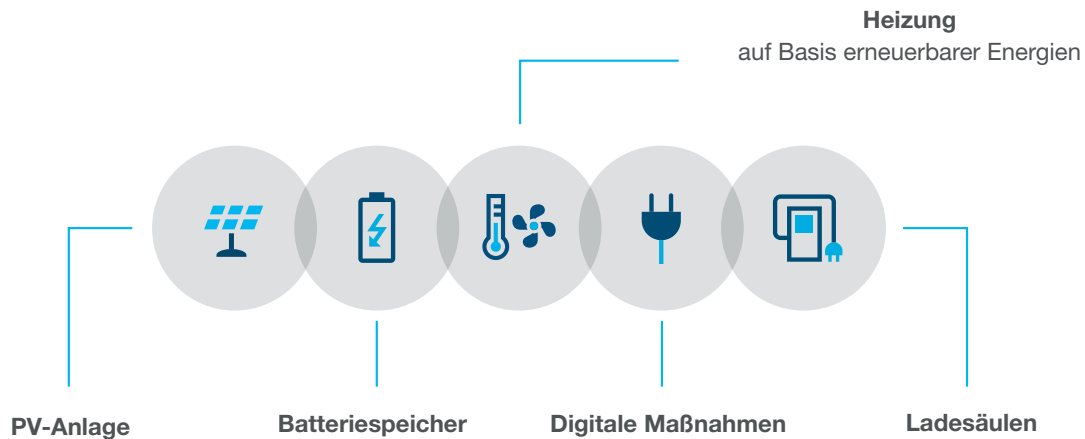 Heizung
auf Basis erneuerbarer Energien
PV-Anlage
Batteriespeicher
Digitale Maßnahmen
Ladesäulen